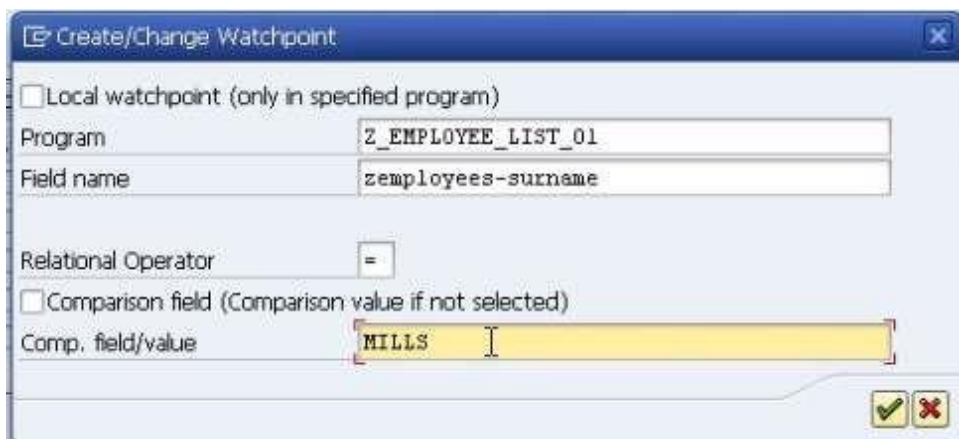 Create/Change Watchpoint
Local watchpoint (only in specified program)
Program Z_EMPLOYEE_LIST_01
Field name zemployees-surname
Relational Operator =
Comparison field (Comparison value if not selected)
Comp. field/value MILLS